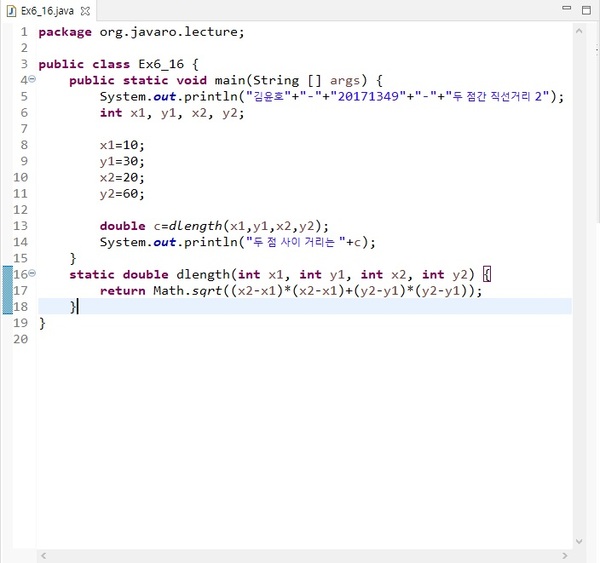 Ex6_16.java
1 package org.javaro.lecture;
2
3 public class Ex6_16 {
4 public static void main(String [] args) {
5 System.out.println("김윤호"+"-"+"20171349"+"-"+"두 점간 직선거리 2");
6 int x1, y1, x2, y2;
7
8 x1=10;
9 y1=30;
10 x2=20;
11 y2=60;
12
13 double c=dlength(x1,y1,x2,y2);
14 System.out.println("두 점 사이 거리는 "+c);
15 }
16 static double dlength(int x1, int y1, int x2, int y2) {
17 return Math.sqrt((x2-x1)*(x2-x1)+(y2-y1)*(y2-y1));
18 }
19 }
20